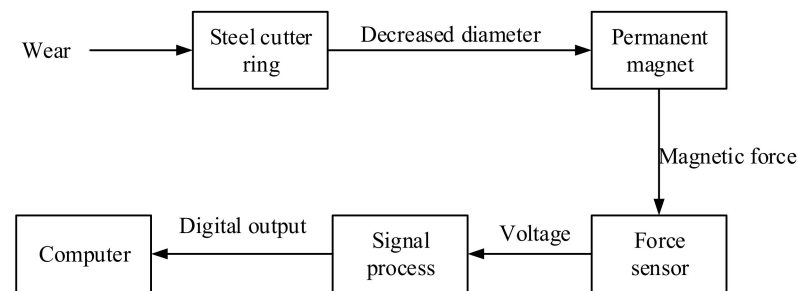 Wear
Steel cutter
ring
Decreased diameter
Permanent
magnet
Magnetic force
Force
sensor
Voltage
Signal
process
Digital output
Computer